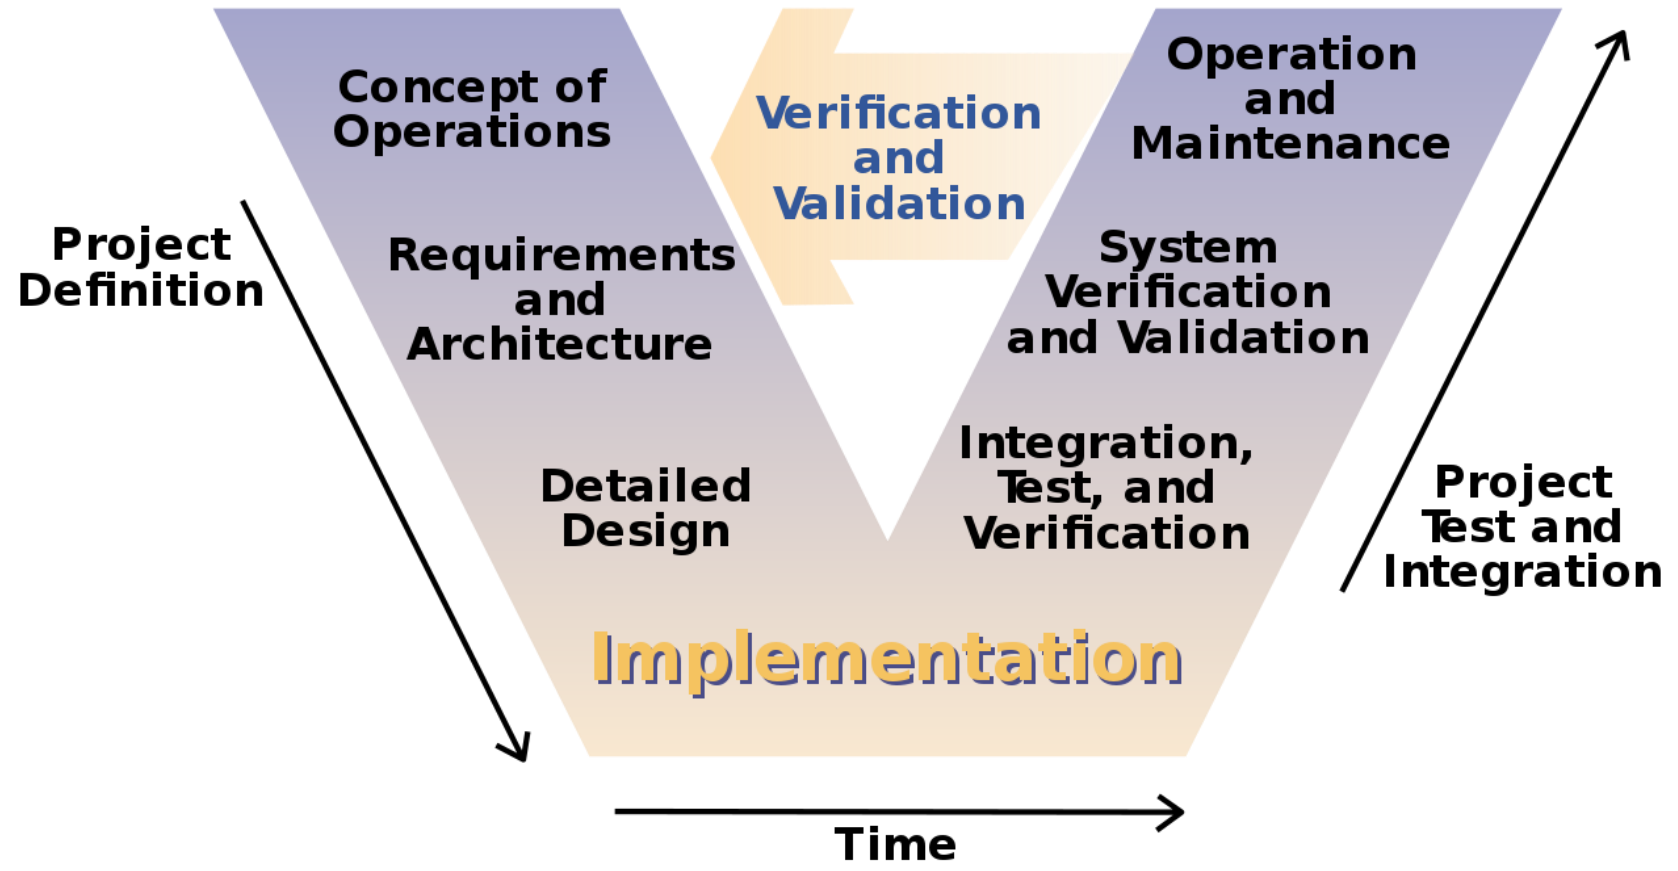 Concept of
Operations
Verification
and
Validation
Operation
and
Maintenance
Project
Definition
Requirements
and
Architecture
System
Verification
and Validation
Detailed
Design
Integration,
Test, and
Verification
Project
Test and
Integration
Implementation
Time